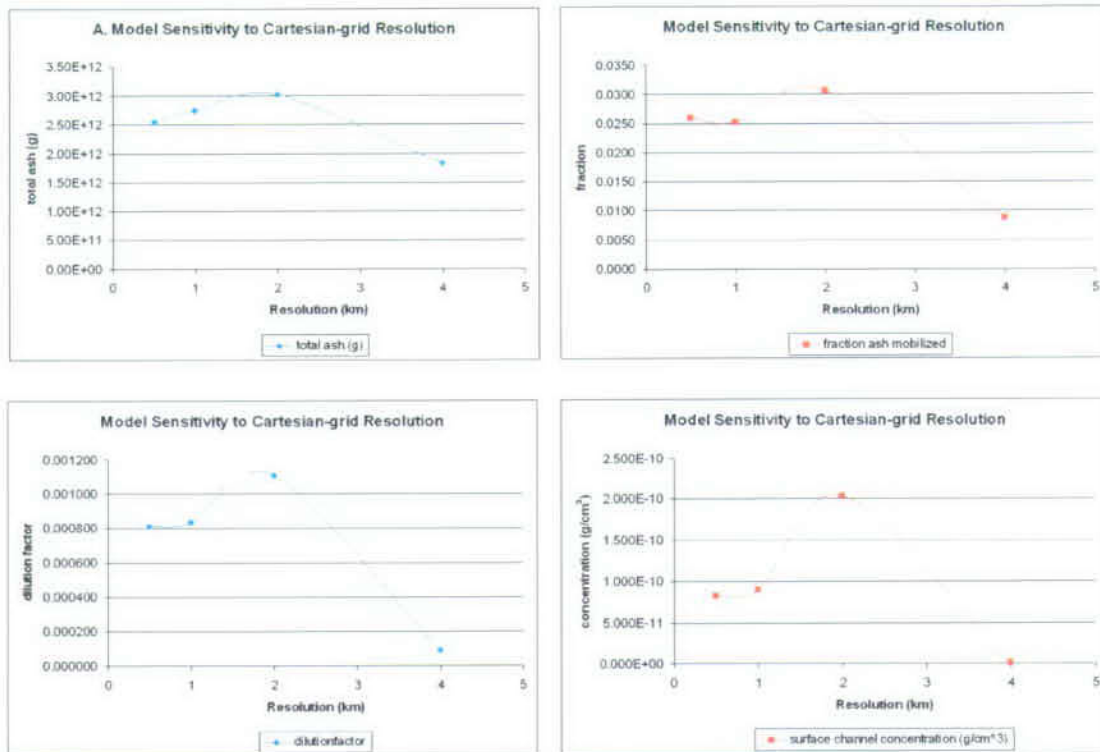 A. Model Sensitivity to Cartesian-grid Resolution
3.50E+12
3.00E+12
2.50E+12
2.00E+12
1.50E+12
1.00E+12
5.00E+11
0.00E+00
total ash (g)
0 1 2 3 4 5
Resolution (km)
total ash (g)
Model Sensitivity to Cartesian-grid Resolution
0.0350
0.0300
0.0250
0.0200
0.0150
0.0100
0.0050
0.0000
fraction
0 1 2 3 4 5
Resolution (km)
fraction ash mobilized
Model Sensitivity to Cartesian-grid Resolution
0.001200
0.001000
0.000800
0.000600
0.000400
0.000200
0.000000
dilution factor
0 1 2 3 4 5
Resolution (km)
dilutionfactor
Model Sensitivity to Cartesian-grid Resolution
2.500E-10
2.000E-10
1.500E-10
1.000E-10
5.000E-11
0.000E+00
concentration (g/cm³)
0 1 2 3 4 5
Resolution (km)
surface channel concentration (g/cm^3)